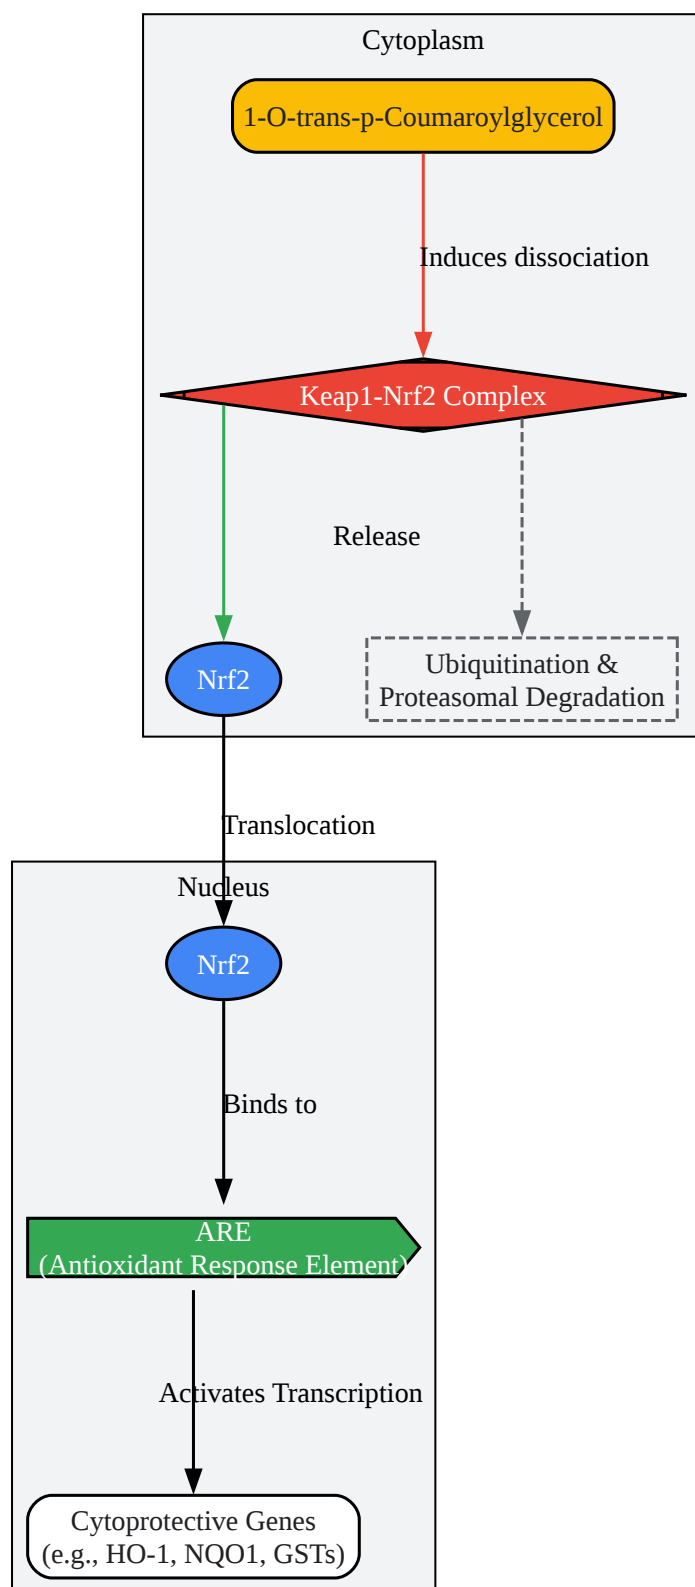 Cytoplasm
1-O-trans-p-Coumaroylglycerol
Induces dissociation
Keap1-Nrf2 Complex
Release
Nrf2
Ubiquitination &
Proteasomal Degradation
Translocation
Nucleus
Nrf2
Binds to
ARE
(Antioxidant Response Element)
Activates Transcription
Cytoprotective Genes
(e.g., HO-1, NQO1, GSTs)